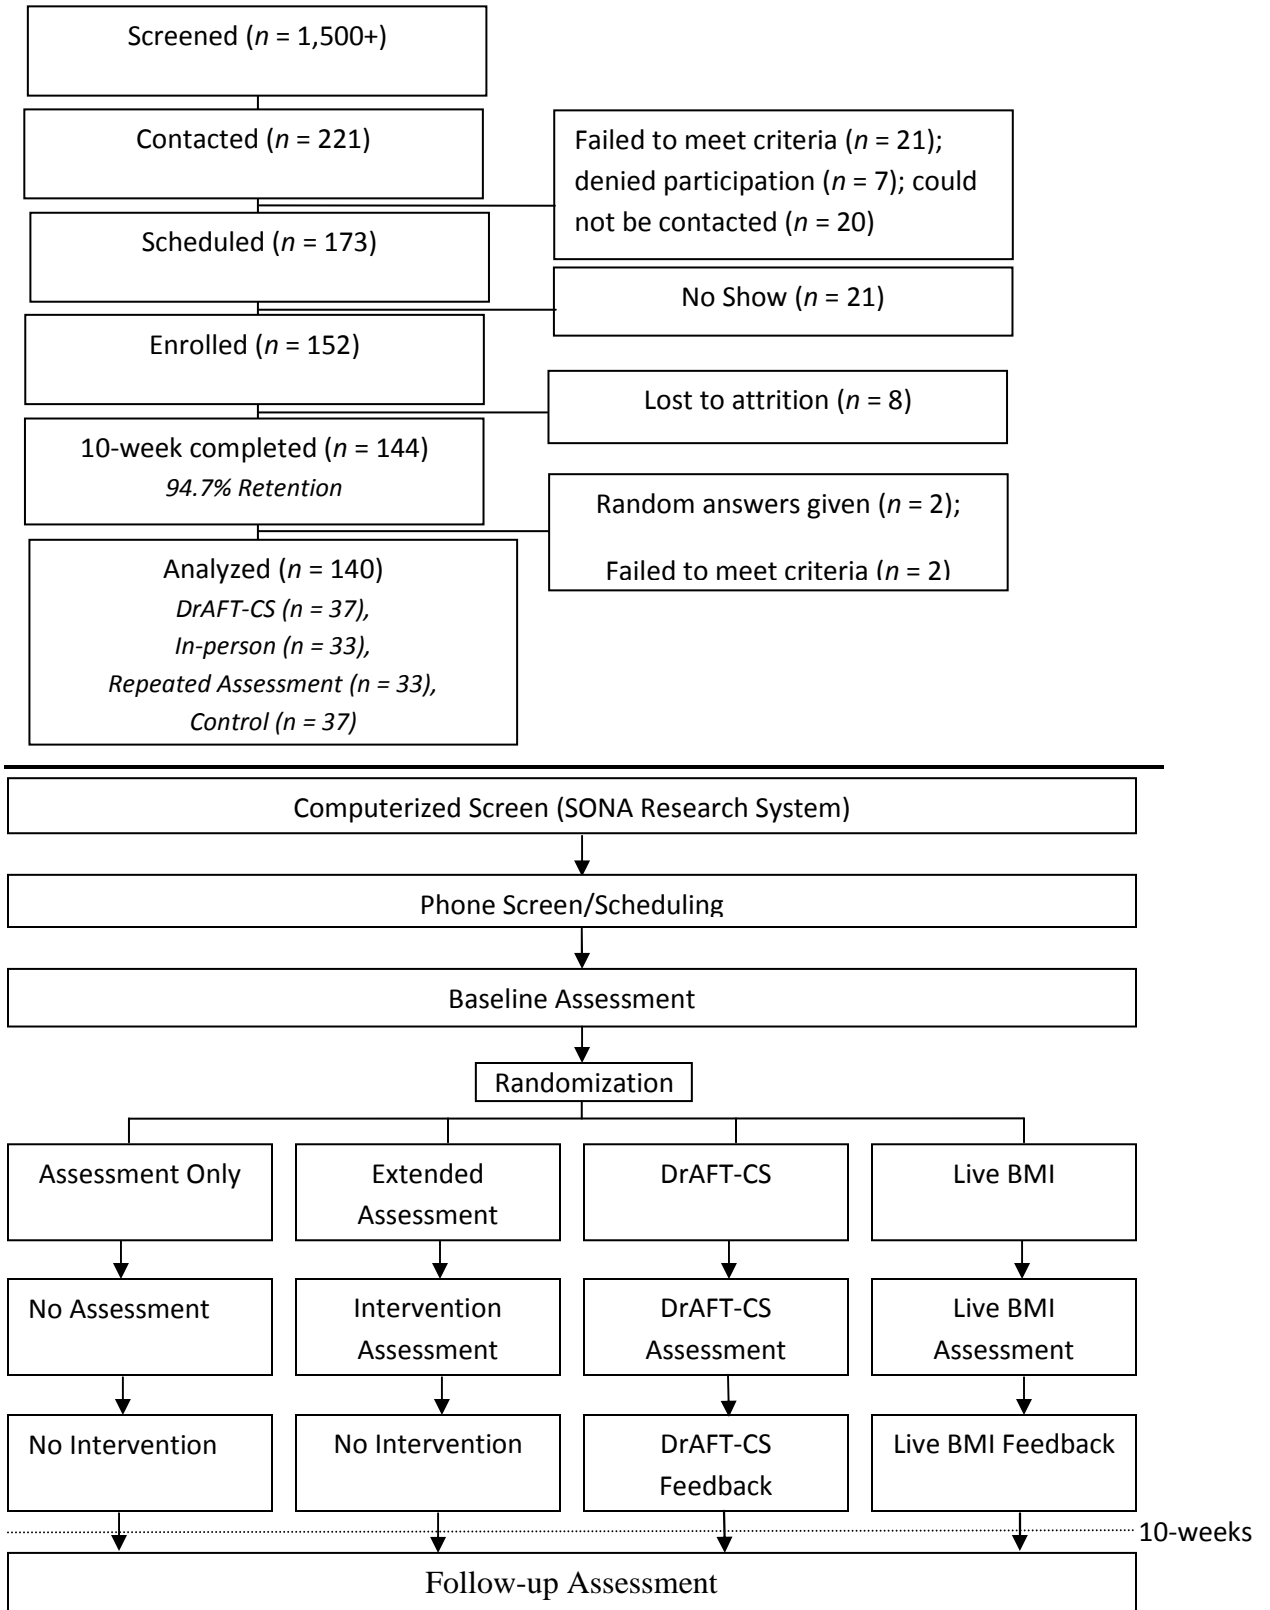 Screened (n = 1,500+)
Contacted (n = 221)
Failed to meet criteria (n = 21);
denied participation (n = 7); could
not be contacted (n = 20)
Scheduled (n = 173)
No Show (n = 21)
Enrolled (n = 152)
Lost to attrition (n = 8)
10-week completed (n = 144)
94.7% Retention
Random answers given (n = 2);
Failed to meet criteria (n = 2)
Analyzed (n = 140)
DrAFT-CS (n = 37),
In-person (n = 33),
Repeated Assessment (n = 33),
Control (n = 37)
Computerized Screen (SONA Research System)
Phone Screen/Scheduling
Baseline Assessment
Randomization
Assessment Only
Extended
Assessment
DrAFT-CS
Live BMI
No Assessment
Intervention
Assessment
DrAFT-CS
Assessment
Live BMI
Assessment
No Intervention
No Intervention
DrAFT-CS
Feedback
Live BMI Feedback
10-weeks
Follow-up Assessment